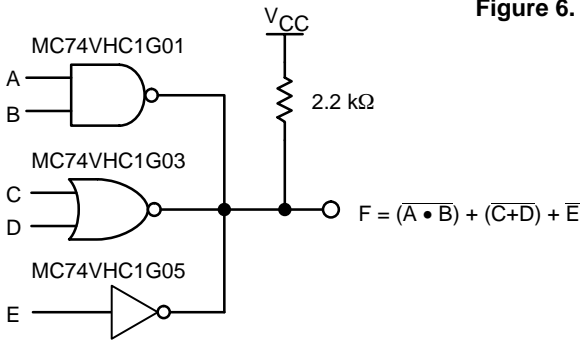 Figure 6.
VCC
MC74VHC1G01
A
B
2.2 kΩ
MC74VHC1G03
C
D
F = (A̅ ̅•̅ ̅B̅) + (C̅+̅D̅) + E̅
MC74VHC1G05
E